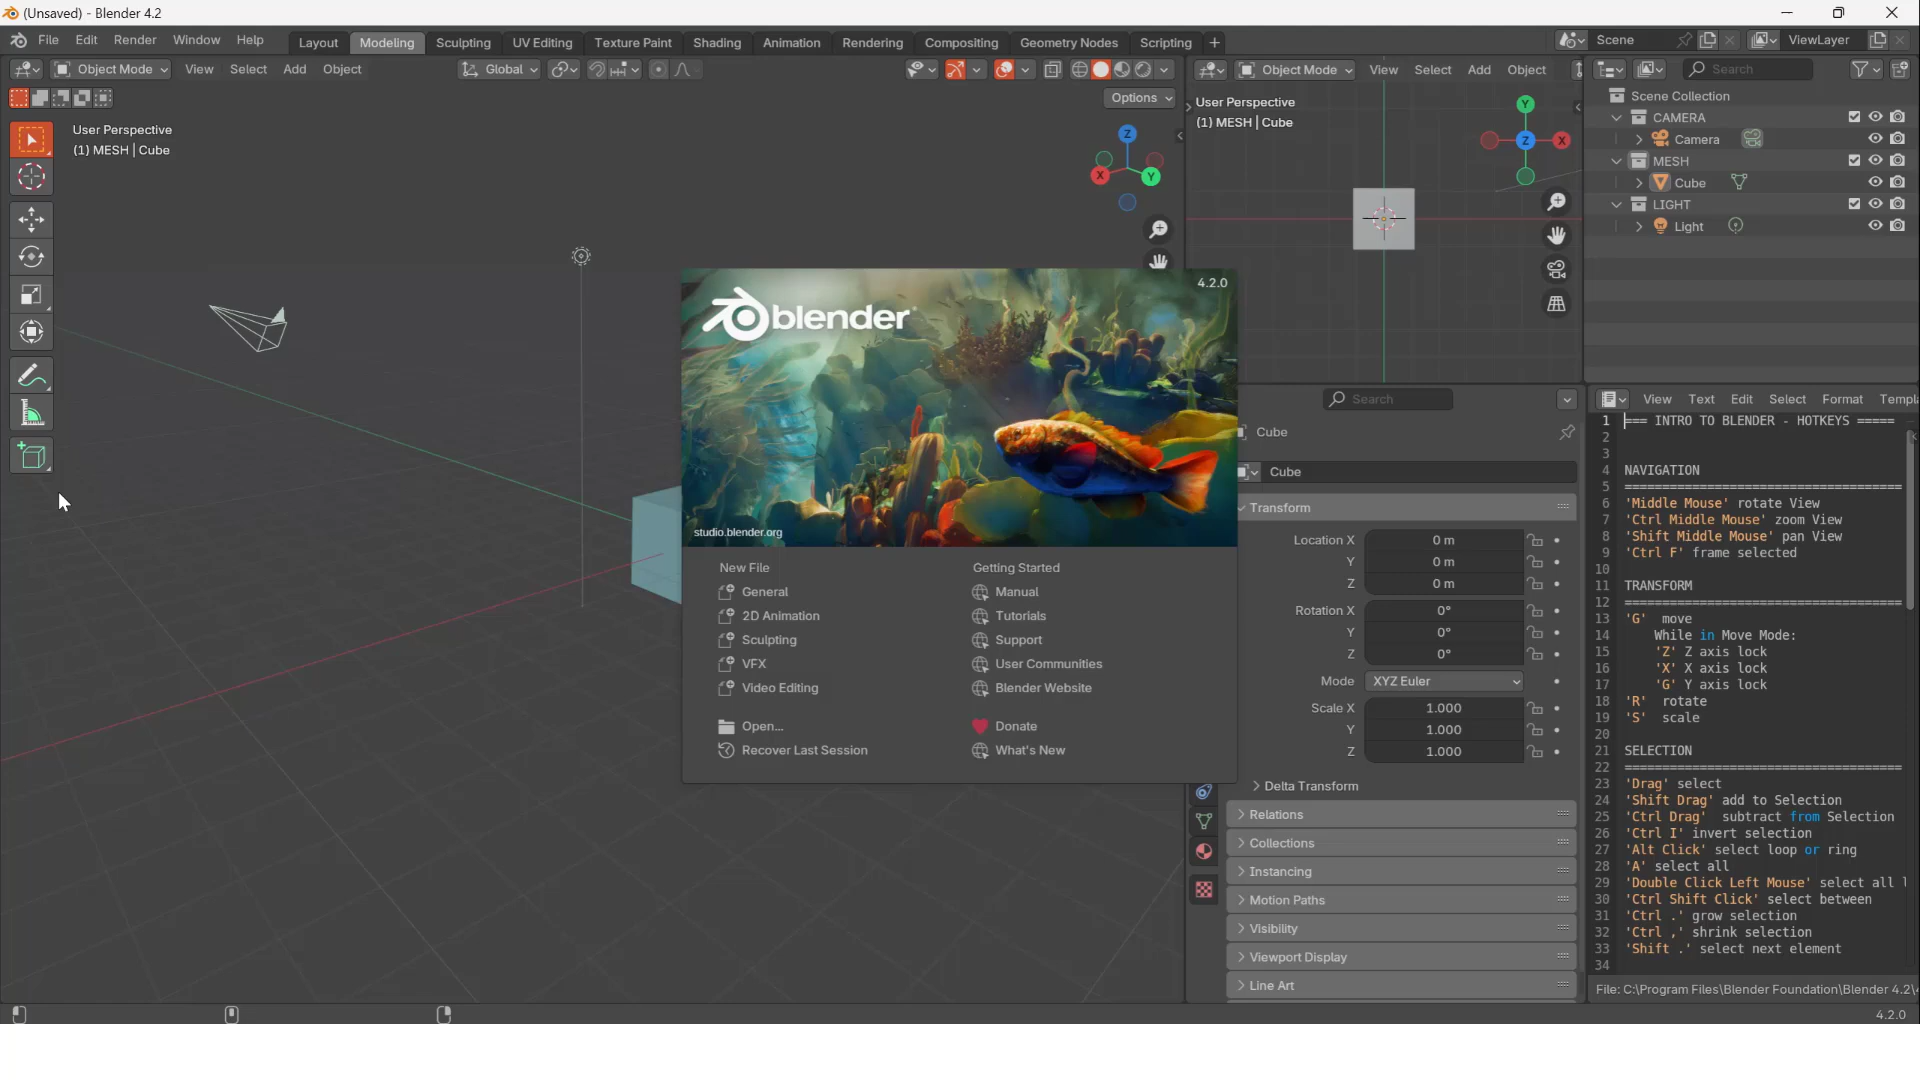 (Unsaved) - Blender 4.2
File Edit Render Window Help Layout Modeling Sculpting UV Editing Texture Paint Shading Animation Rendering Compositing Geometry Nodes Scripting + Scene ViewLayer
Object Mode View Select Add Object Global
Options
User Perspective
(1) MESH | Cube
Z
X
Y
Object Mode View Select Add Object
User Perspective
(1) MESH | Cube
Y
Z
X
Search
Scene Collection
CAMERA
Camera
MESH
Cube
LIGHT
Light
4.2.0
blender
studio.blender.org
New File
General
2D Animation
Sculpting
VFX
Video Editing
Open...
Recover Last Session
Getting Started
Manual
Tutorials
Support
User Communities
Blender Website
Donate
What's New
Search
Cube
Cube
Transform
Location X 0 m
Y 0 m
Z 0 m
Rotation X 0°
Y 0°
Z 0°
Mode XYZ Euler
Scale X 1.000
Y 1.000
Z 1.000
Delta Transform
Relations
Collections
Instancing
Motion Paths
Visibility
Viewport Display
Line Art
View Text Edit Select Format Templ
1 === INTRO TO BLENDER - HOTKEYS =====
2
3
4 NAVIGATION
5 ====================================
6 'Middle Mouse' rotate View
7 'Ctrl Middle Mouse' zoom View
8 'Shift Middle Mouse' pan View
9 'Ctrl F' frame selected
10
11 TRANSFORM
12 ====================================
13 'G' move
14 While in Move Mode:
15 'Z' Z axis lock
16 'X' X axis lock
17 'G' Y axis lock
18 'R' rotate
19 'S' scale
20
21 SELECTION
22 ====================================
23 'Drag' select
24 'Shift Drag' add to Selection
25 'Ctrl Drag' subtract from Selection
26 'Ctrl I' invert selection
27 'Alt Click' select loop or ring
28 'A' select all
29 'Double Click Left Mouse' select all l
30 'Ctrl Shift Click' select between
31 'Ctrl .' grow selection
32 'Ctrl ,' shrink selection
33 'Shift .' select next element
34
File: C:\Program Files\Blender Foundation\Blender 4.2\
4.2.0